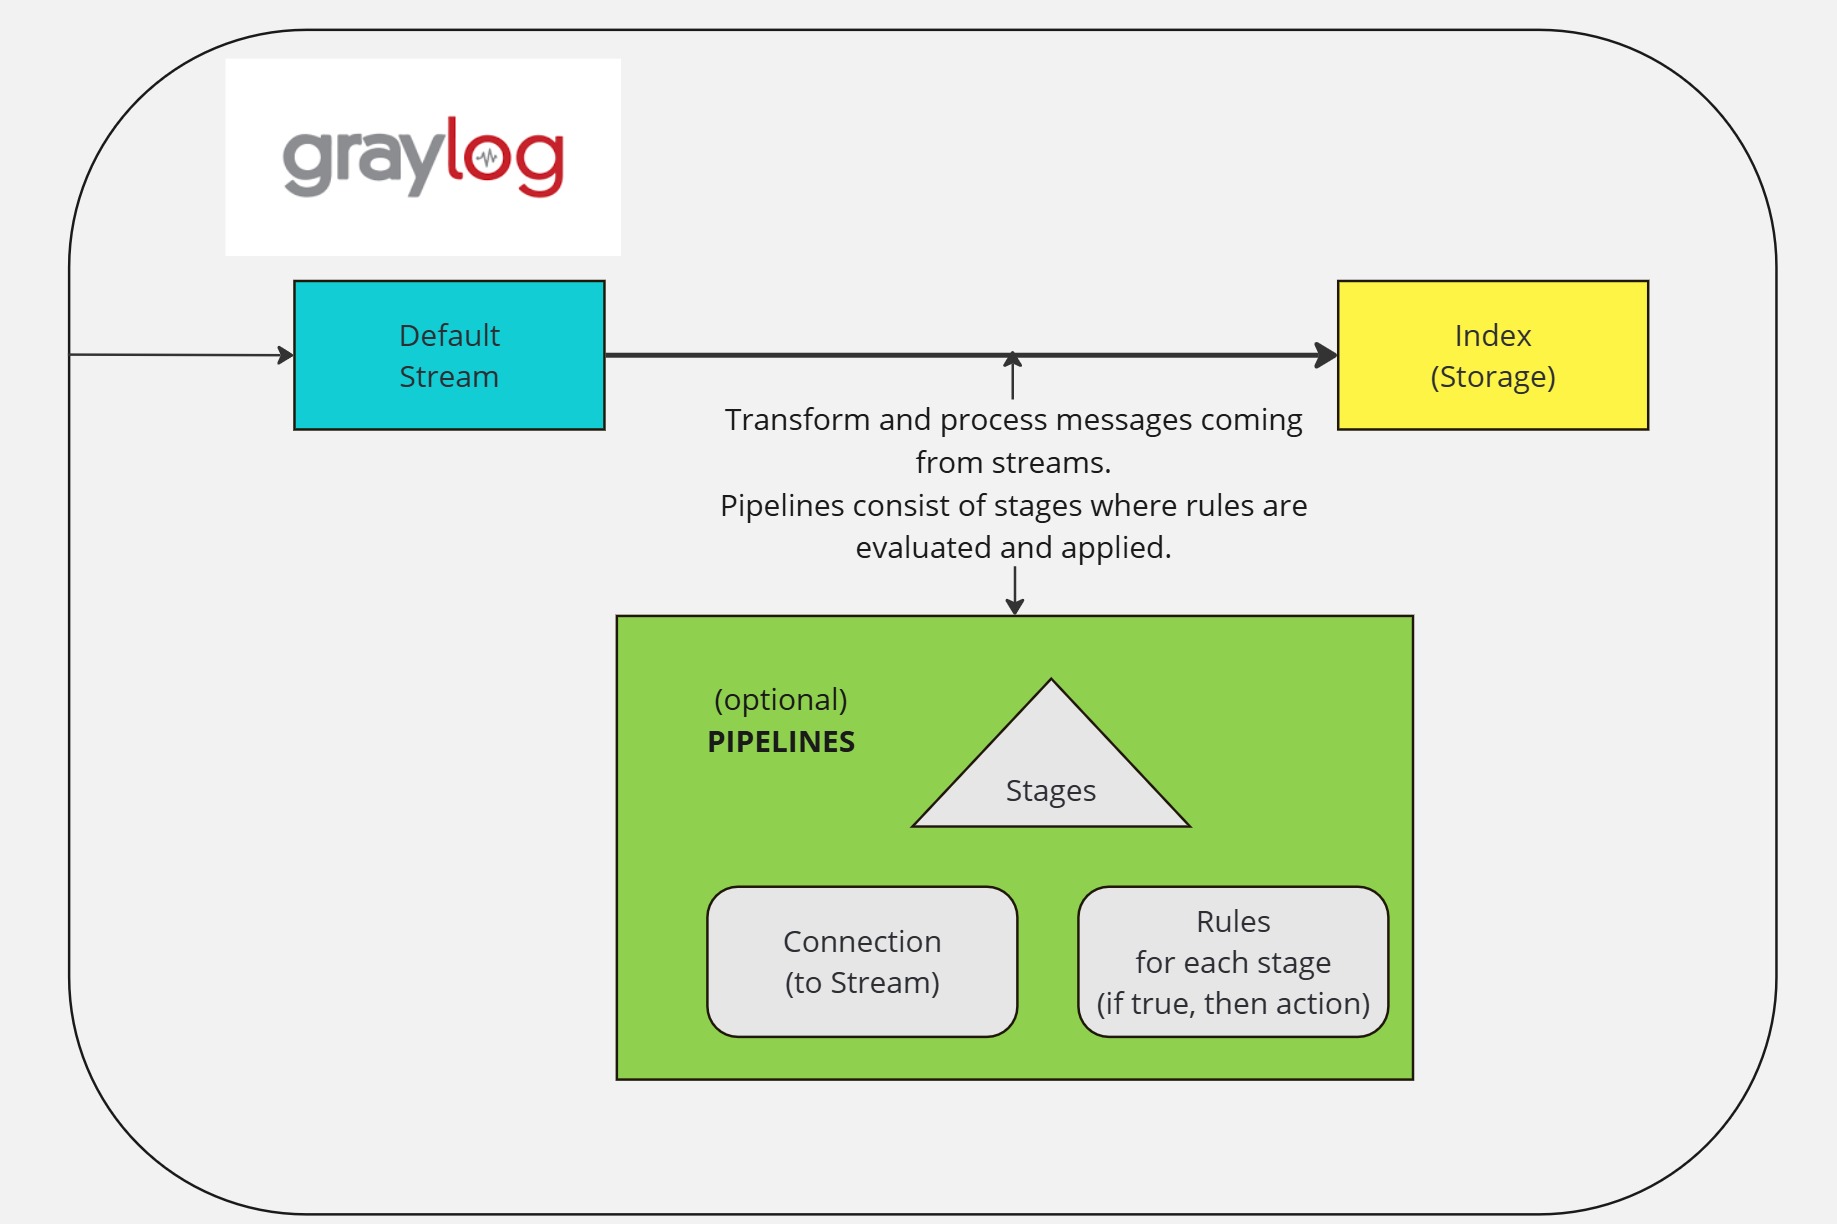 graylog
Default
Stream
Index
(Storage)
Transform and process messages coming
from streams.
Pipelines consist of stages where rules are
evaluated and applied.
(optional)
PIPELINES
Stages
Connection
(to Stream)
Rules
for each stage
(if true, then action)